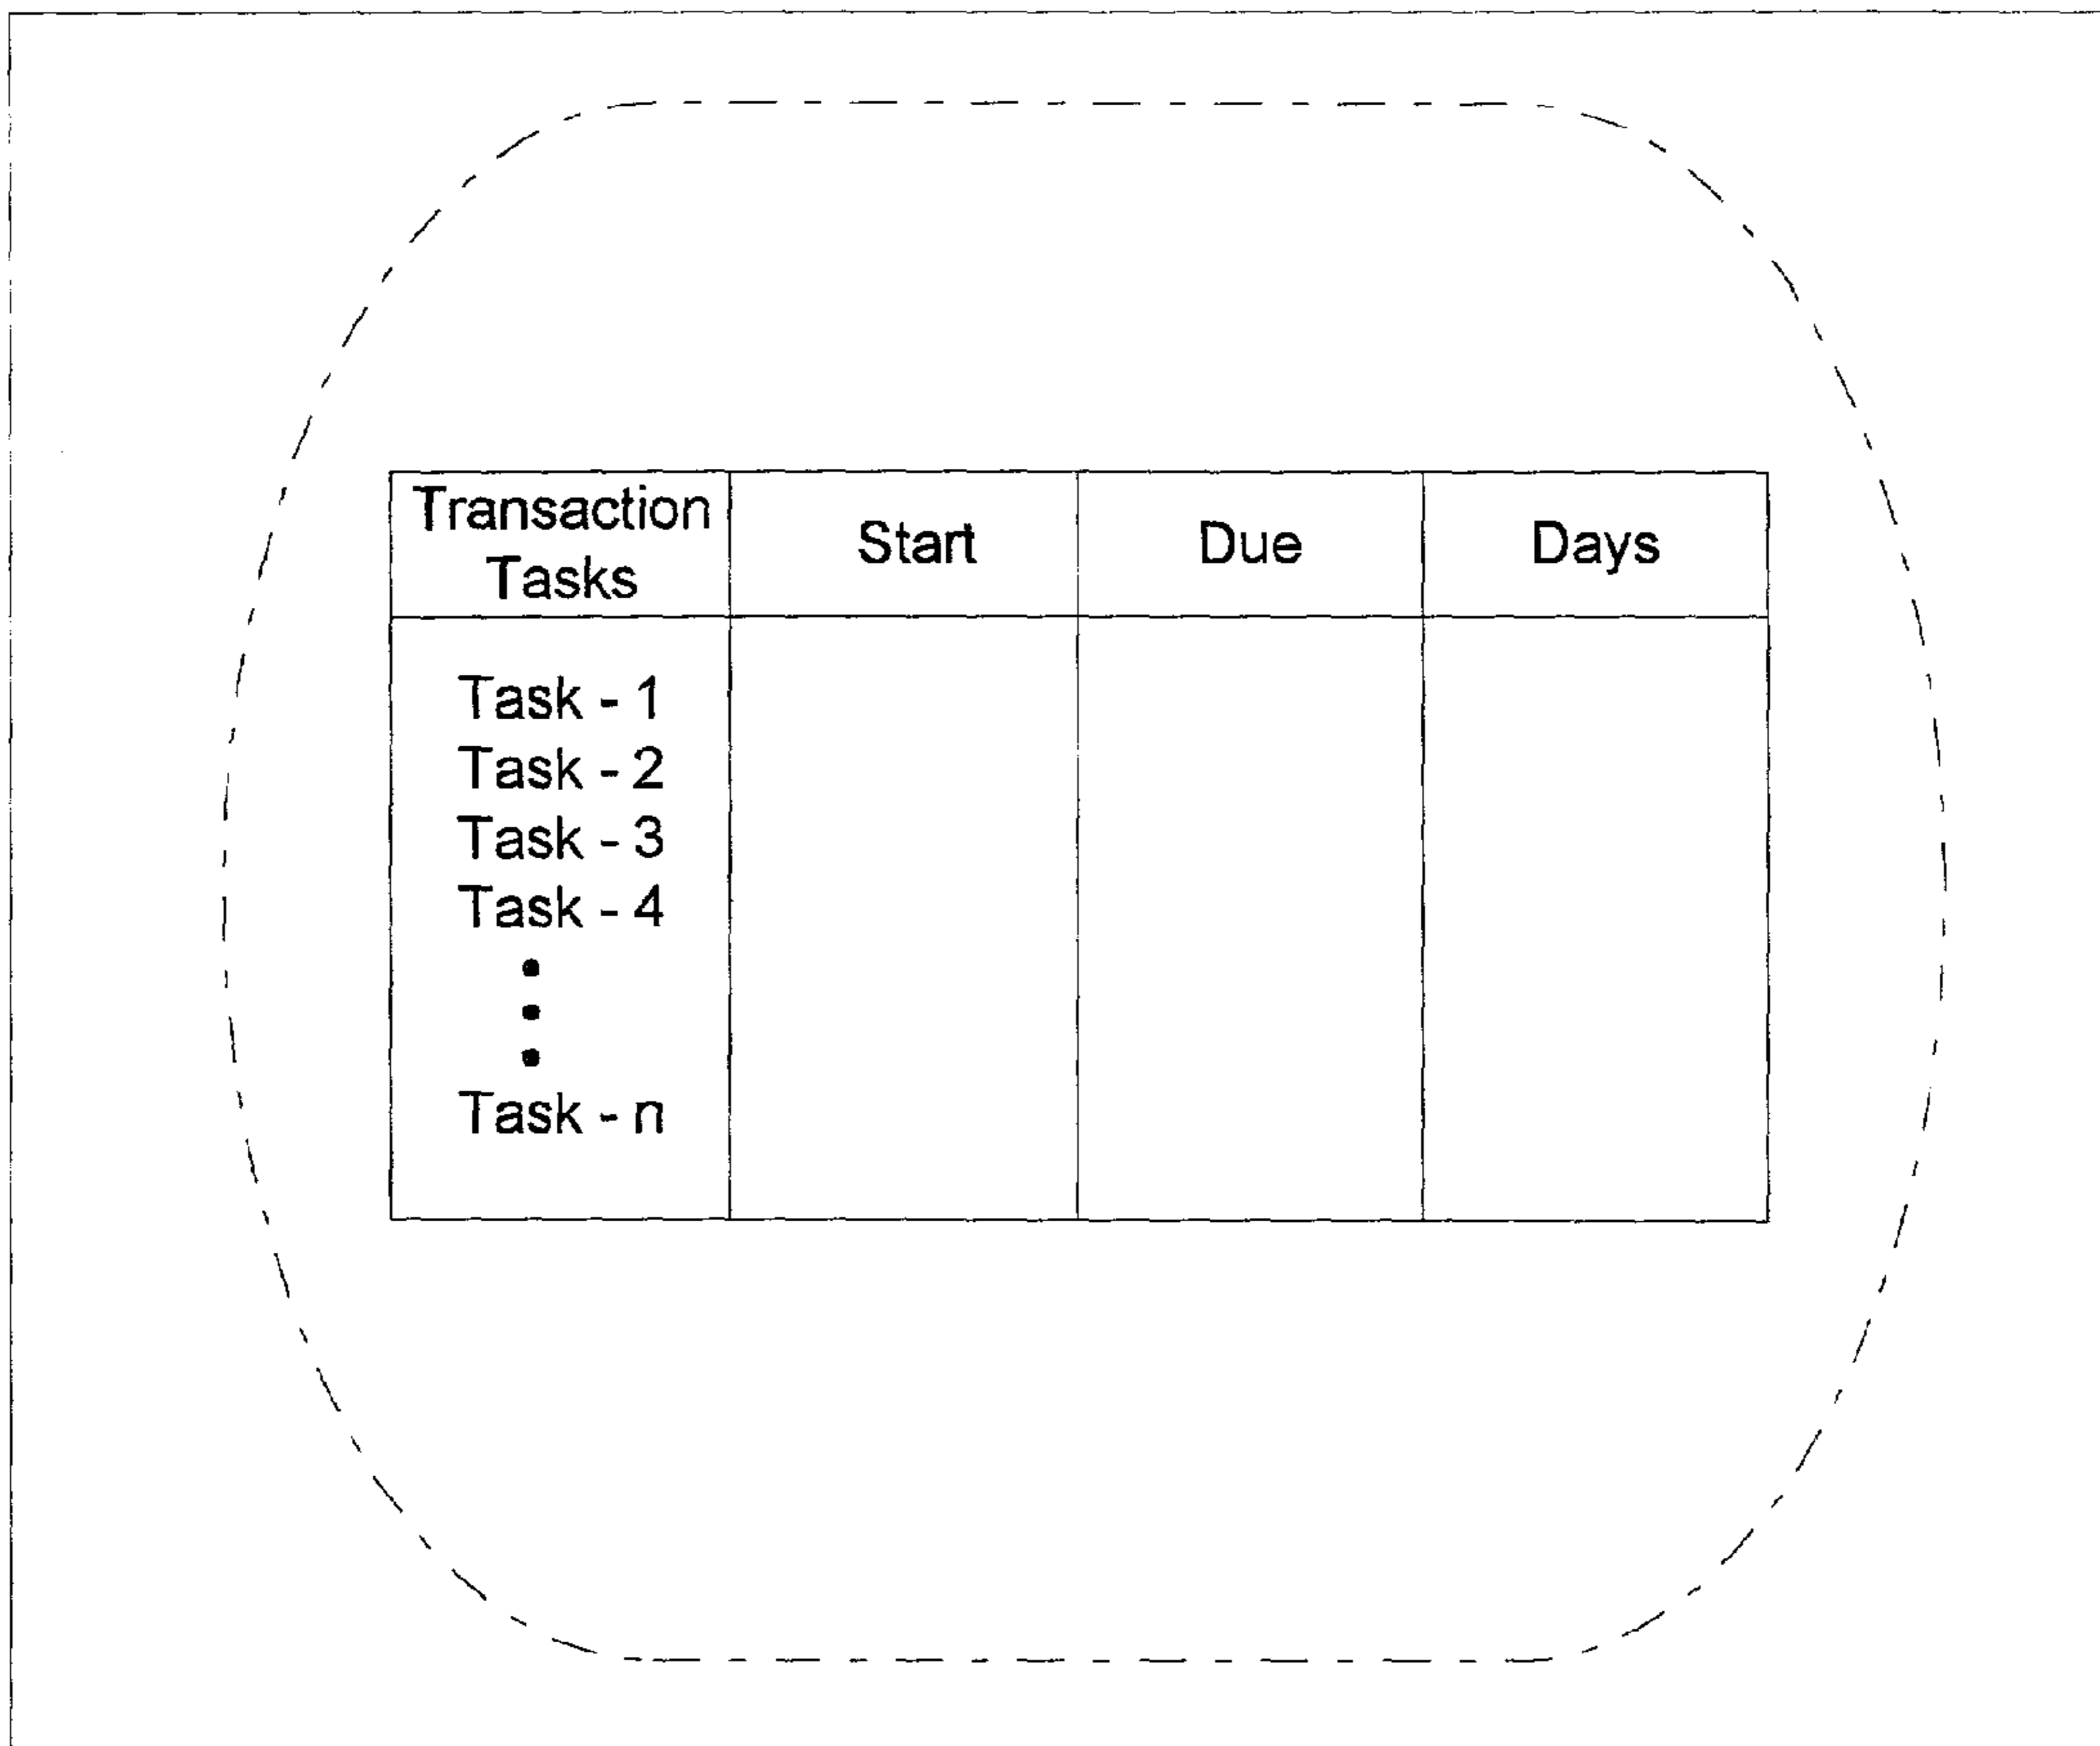 Transaction
Tasks
Start
Due
Days
Task - 1
Task - 2
Task - 3
Task - 4
•
•
•
Task - n